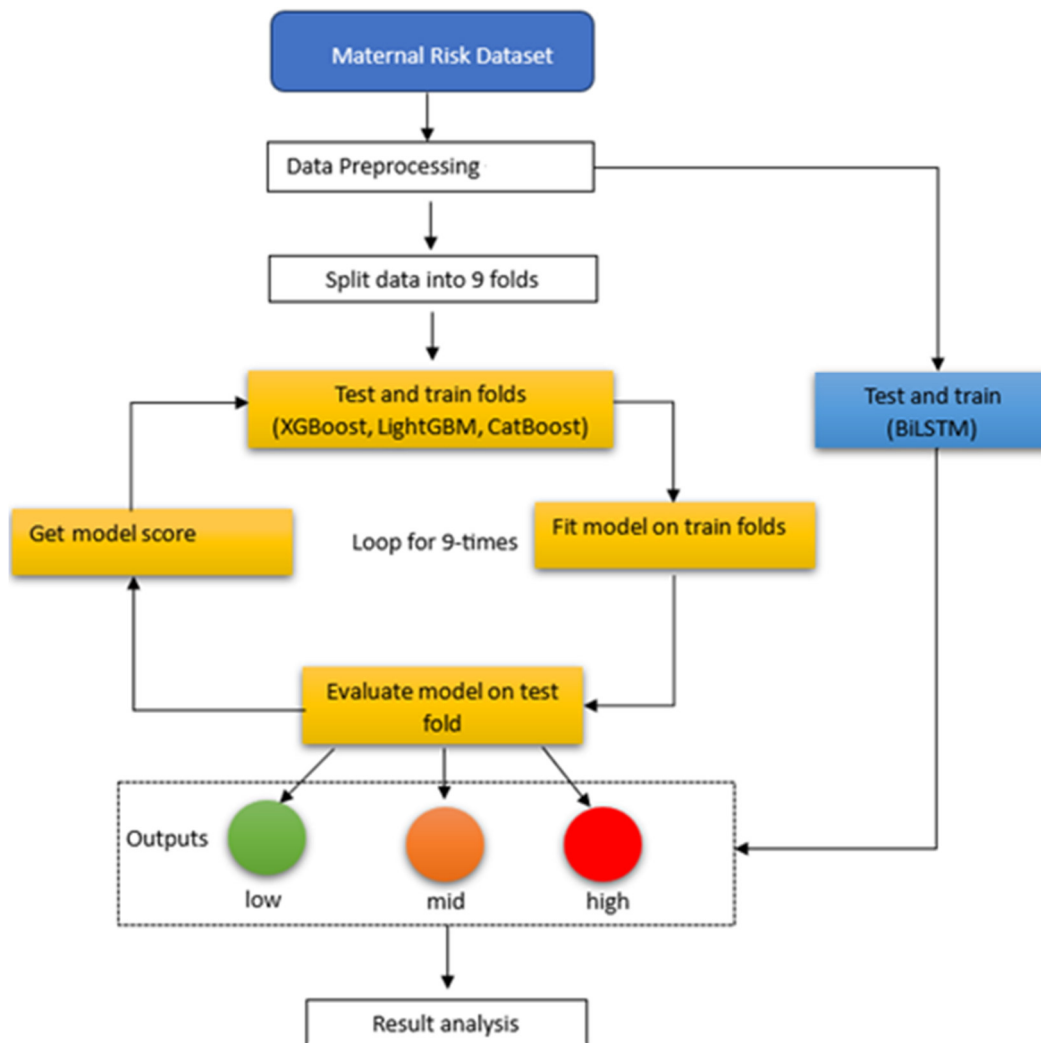 Maternal Risk Dataset
Data Preprocessing
Split data into 9 folds
Test and train folds
(XGBoost, LightGBM, CatBoost)
Test and train
(BiLSTM)
Get model score
Loop for 9-times
Fit model on train folds
Evaluate model on test
fold
Outputs
low
mid
high
Result analysis